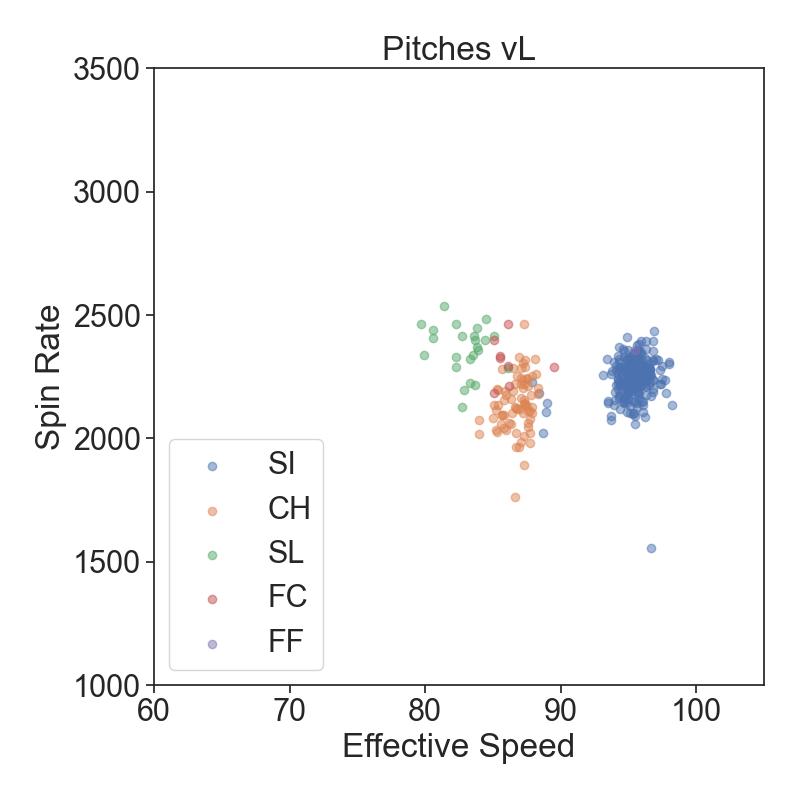 Pitches vL
3500
3000
2500
2000
1500
1000
Spin Rate
SI
CH
SL
FC
FF
60 70 80 90 100
Effective Speed